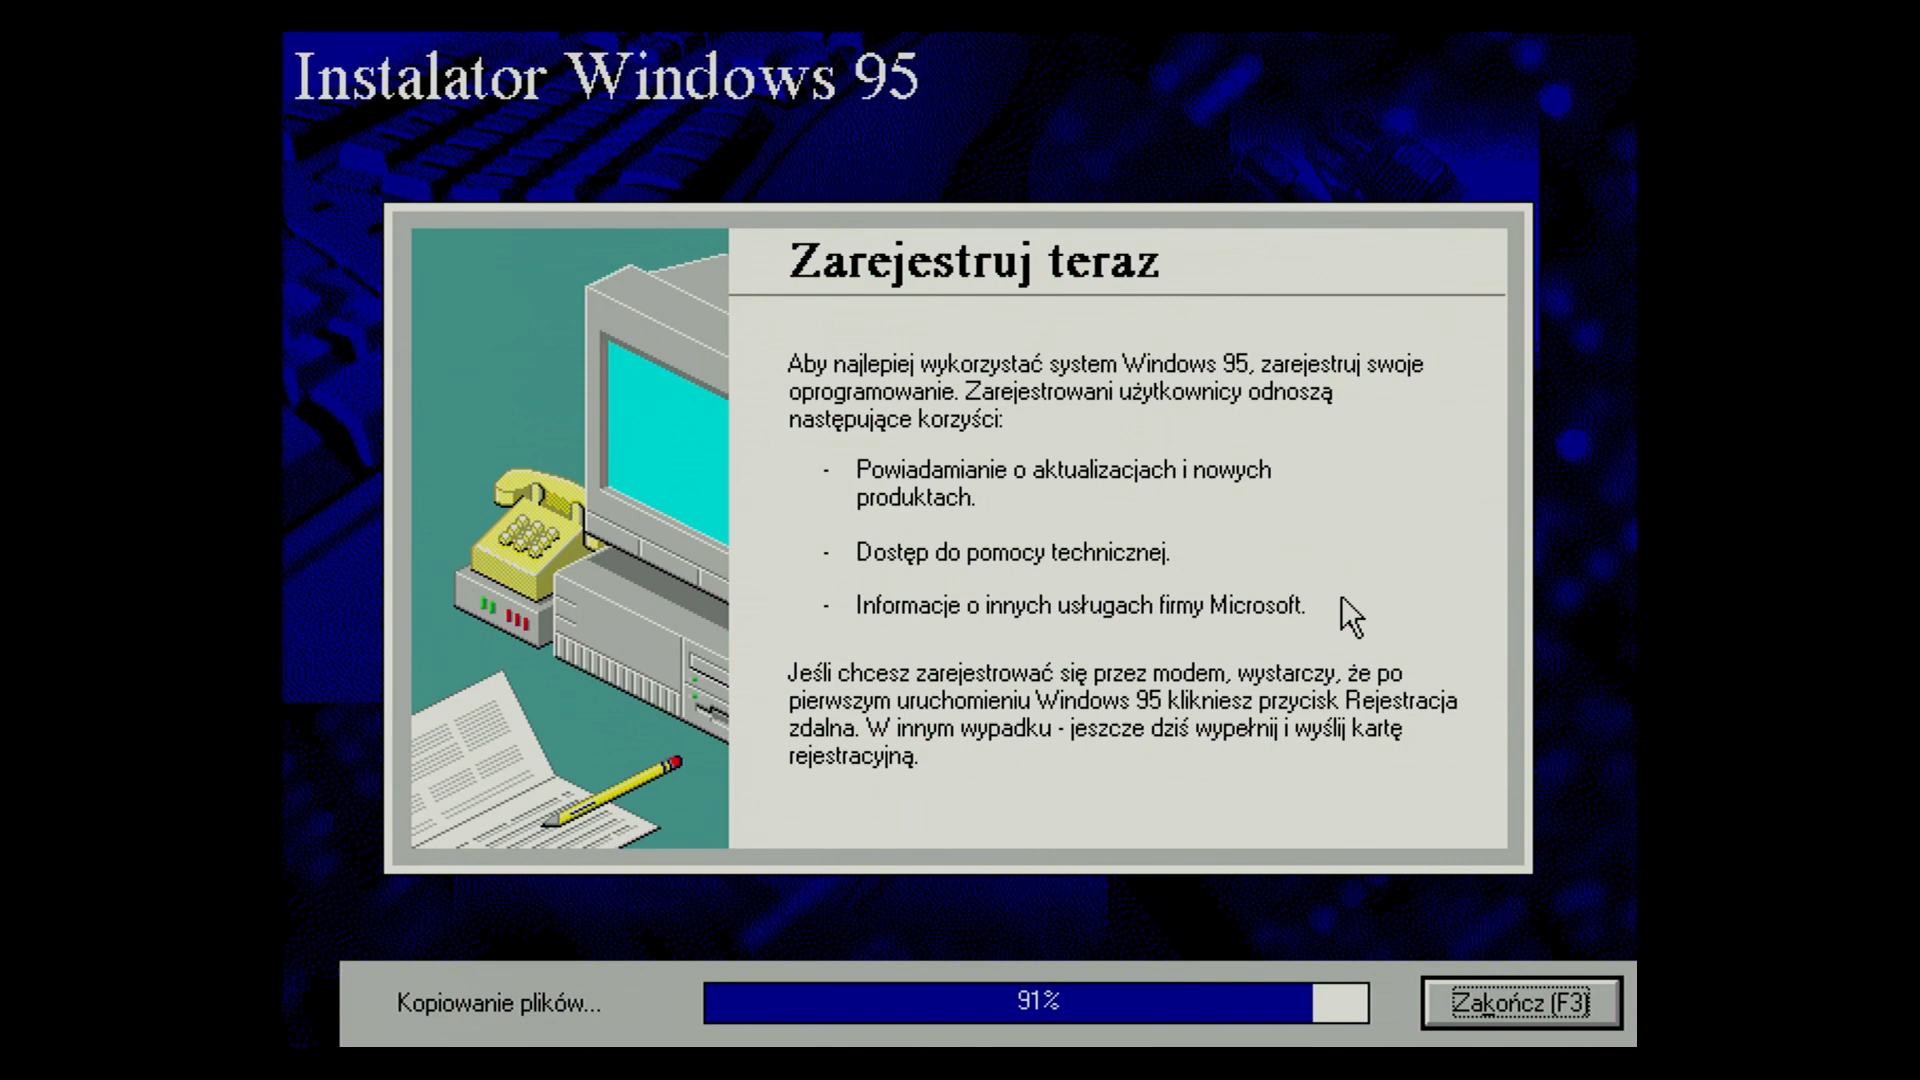 Instalator Windows 95
Zarejestruj teraz
Aby najlepiej wykorzystać system Windows 95, zarejestruj swoje
oprogramowanie. Zarejestrowani użytkownicy odnoszą
następujące korzyści:
- Powiadamianie o aktualizacjach i nowych
produktach.
- Dostęp do pomocy technicznej.
- Informacje o innych usługach firmy Microsoft.
Jeśli chcesz zarejestrować się przez modem, wystarczy, że po
pierwszym uruchomieniu Windows 95 klikniesz przycisk Rejestracja
zdalna. W innym wypadku - jeszcze dziś wypełnij i wyślij kartę
rejestracyjną.
Kopiowanie plików...
91%
Zakończ (F3)